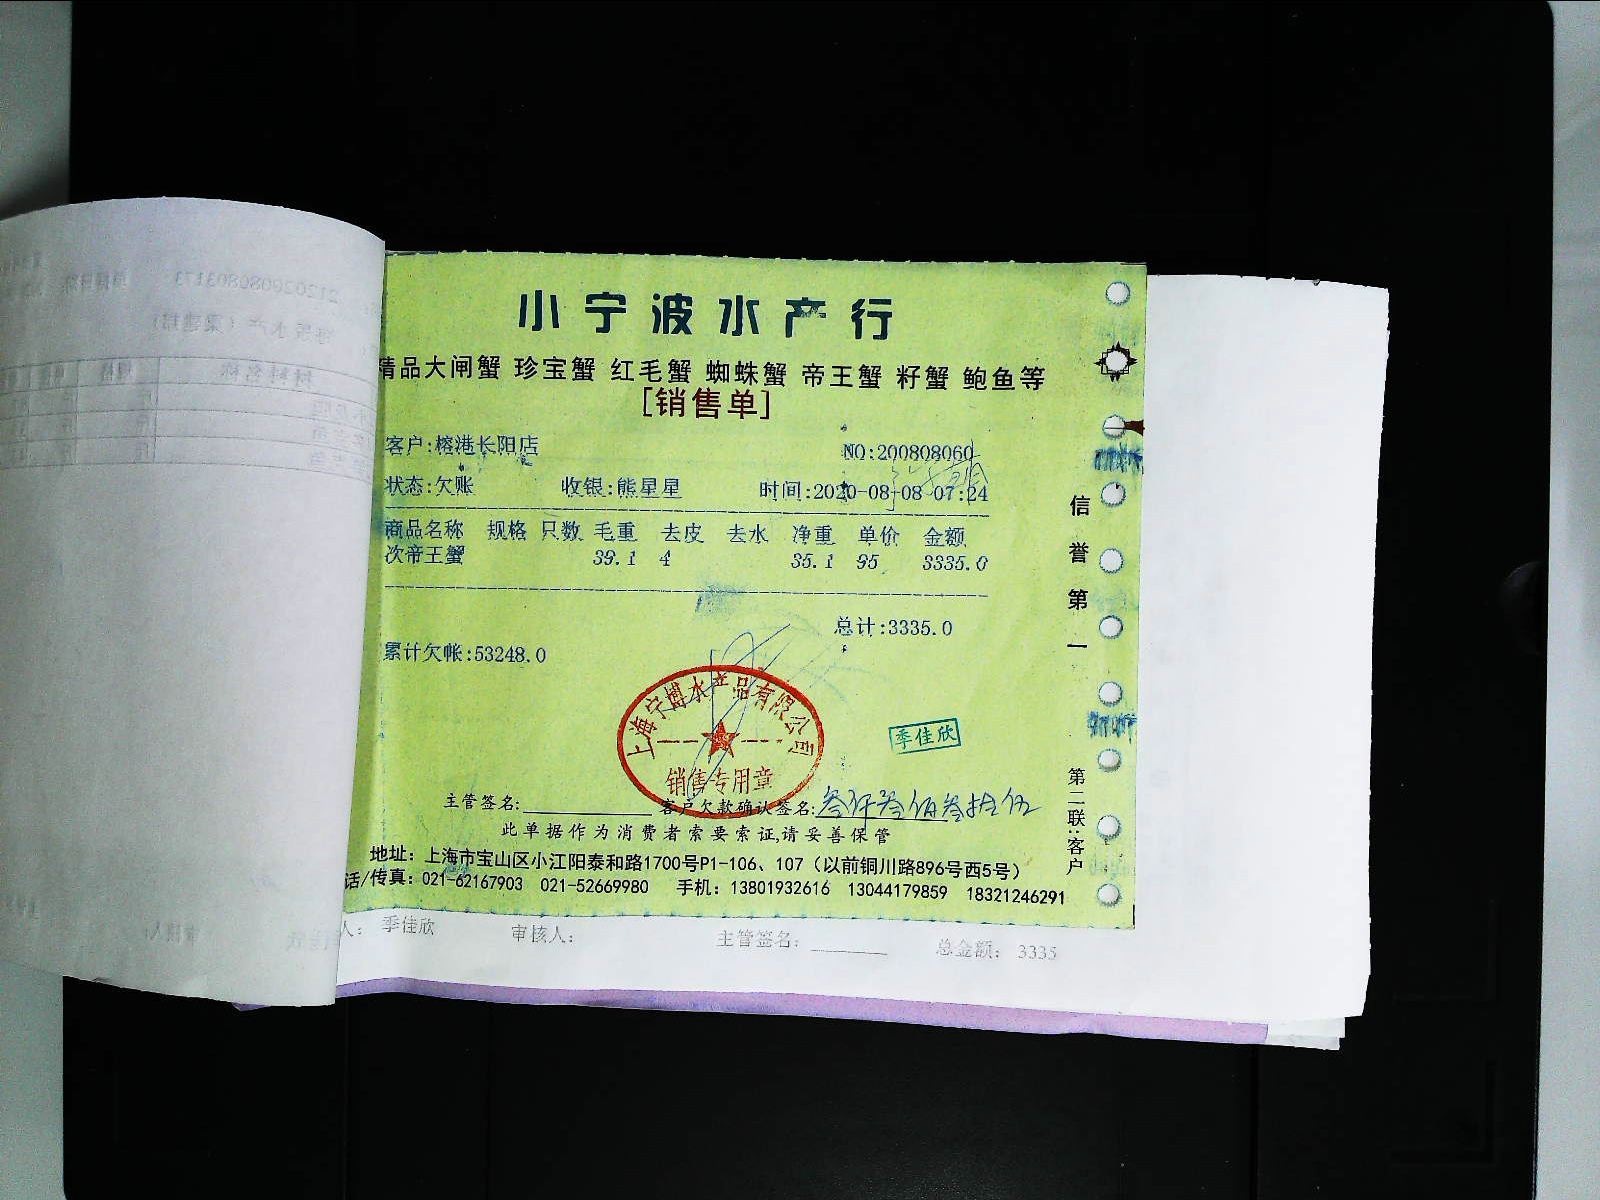 小宁波水产行
精品大闸蟹 珍宝蟹 红毛蟹 蜘蛛蟹 帝王蟹 籽蟹 鲍鱼等
[销售单]
客户:榕港长阳店 NO:200808060
状态:欠账 收银:熊星星 时间:2020-08-08 07:24
商品名称 规格 只数 毛重 去皮 去水 净重 单价 金额
次帝王蟹 39.1 4 35.1 95 3335.0
总计:3335.0
累计欠帐:53248.0
上海宁博水产品有限公司
销售专用章
季佳欣
主管签名: 客户欠款确认签名:叁仟叁佰叁拾伍
此单据作为消费者索要索证,请妥善保管
地址：上海市宝山区小江阳泰和路1700号P1-106、107（以前铜川路896号西5号）
话/传真：021-62167903 021-52669980 手机：13801932616 13044179859 18321246291
信誉第一
第二联:客户
人： 季佳欣 审核人： 主管签名： 总金额： 3335